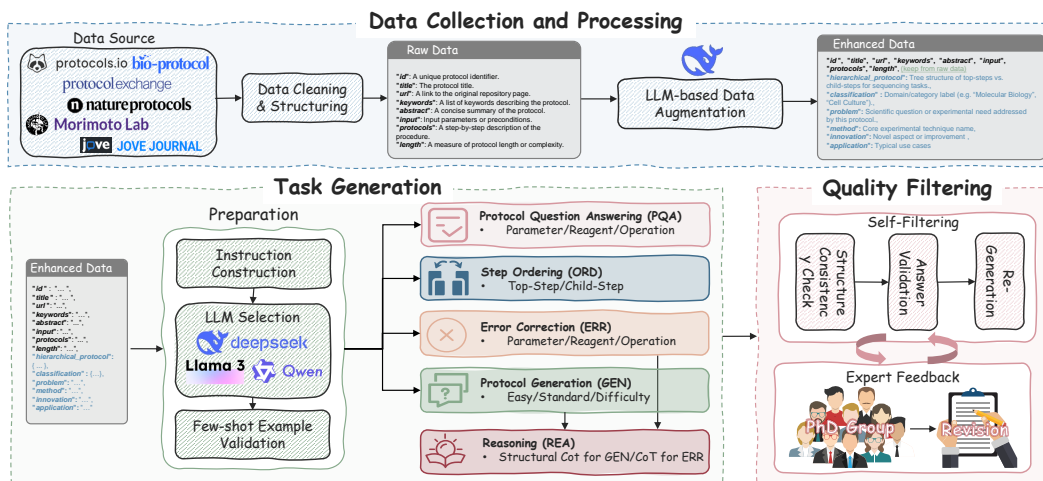 Data Collection and Processing
Data Source
protocols.io bio-protocol
protocol exchange
n natureprotocols
Morimoto Lab
jove JOVE JOURNAL
Data Cleaning
& Structuring
Raw Data
"id": A unique protocol identifier.
"title": The protocol title.
"url": A link to the original repository page.
"keywords": A list of keywords describing the protocol.
"abstract": A concise summary of the protocol.
"input": Input parameters or preconditions.
"protocols": a step-by-step description of the
procedure.
"length": A measure of protocol length or complexity.
LLM-based Data
Augmentation
Enhanced Data
"id", "title", "url", "keywords", "abstract", "input",
"protocols", "length", (keep from raw data)
"hierarchical_protocol": Tree structure of top-steps vs.
child-steps for sequencing tasks.,
"classification": Domain/category label (e.g. "Molecular Biology",
"Cell Culture").,
"problem": Scientific question or experimental need addressed
by this protocol.,
"method": Core experimental technique name,
"innovation": Novel aspect or improvement ,
"application": Typical use cases
Task Generation
Enhanced Data
"id" : "...",
"title" : "...",
"url" : "...",
"keywords": "...",
"abstract": "...",
"input": "...",
"protocols": "...",
"length": "...",
"hierarchical_protocol":
{ ...},
"classification": {...},
"problem": "...",
"method": "...",
"innovation": "...",
"application": "..."
Preparation
Instruction
Construction
LLM Selection
deepseek
Llama 3
Qwen
Few-shot Example
Validation
Protocol Question Answering (PQA)
• Parameter/Reagent/Operation
Step Ordering (ORD)
• Top-Step/Child-Step
Error Correction (ERR)
• Parameter/Reagent/Operation
Protocol Generation (GEN)
• Easy/Standard/Difficulty
Reasoning (REA)
• Structural Cot for GEN/CoT for ERR
Quality Filtering
Self-Filtering
Structure
Consistenc
y Check
Answer
Validation
Re-
Generation
Expert Feedback
PhD Group
Revision